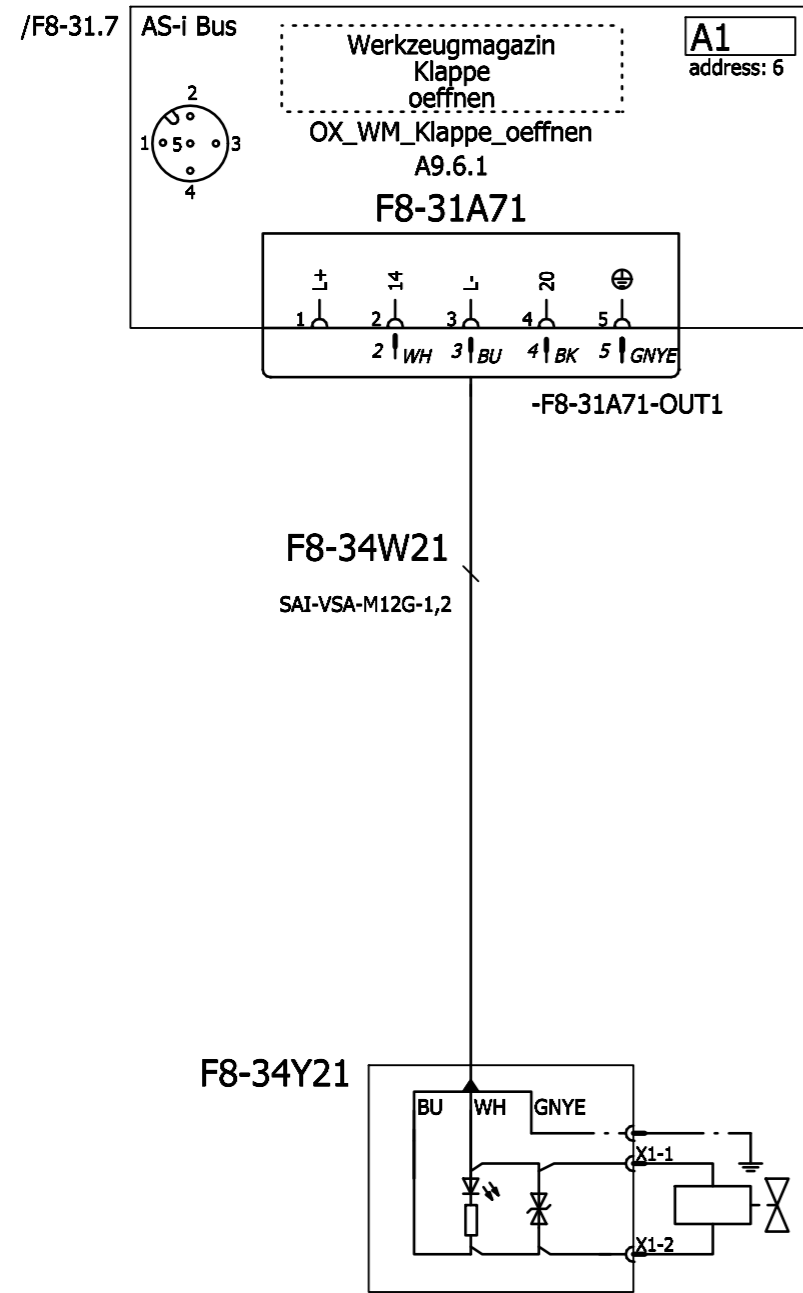 /F8-31.7
AS-i Bus
Werkzeugmagazin
Klappe
oeffnen
A1
address: 6
2
1 5 3
4
OX_WM_Klappe_oeffnen
A9.6.1
F8-31A71
L+ 14 L- 20
1 2 3 4 5
2 WH 3 BU 4 BK 5 GNYE
-F8-31A71-OUT1
F8-34W21
SAI-VSA-M12G-1,2
F8-34Y21
BU WH GNYE
X1-1
X1-2